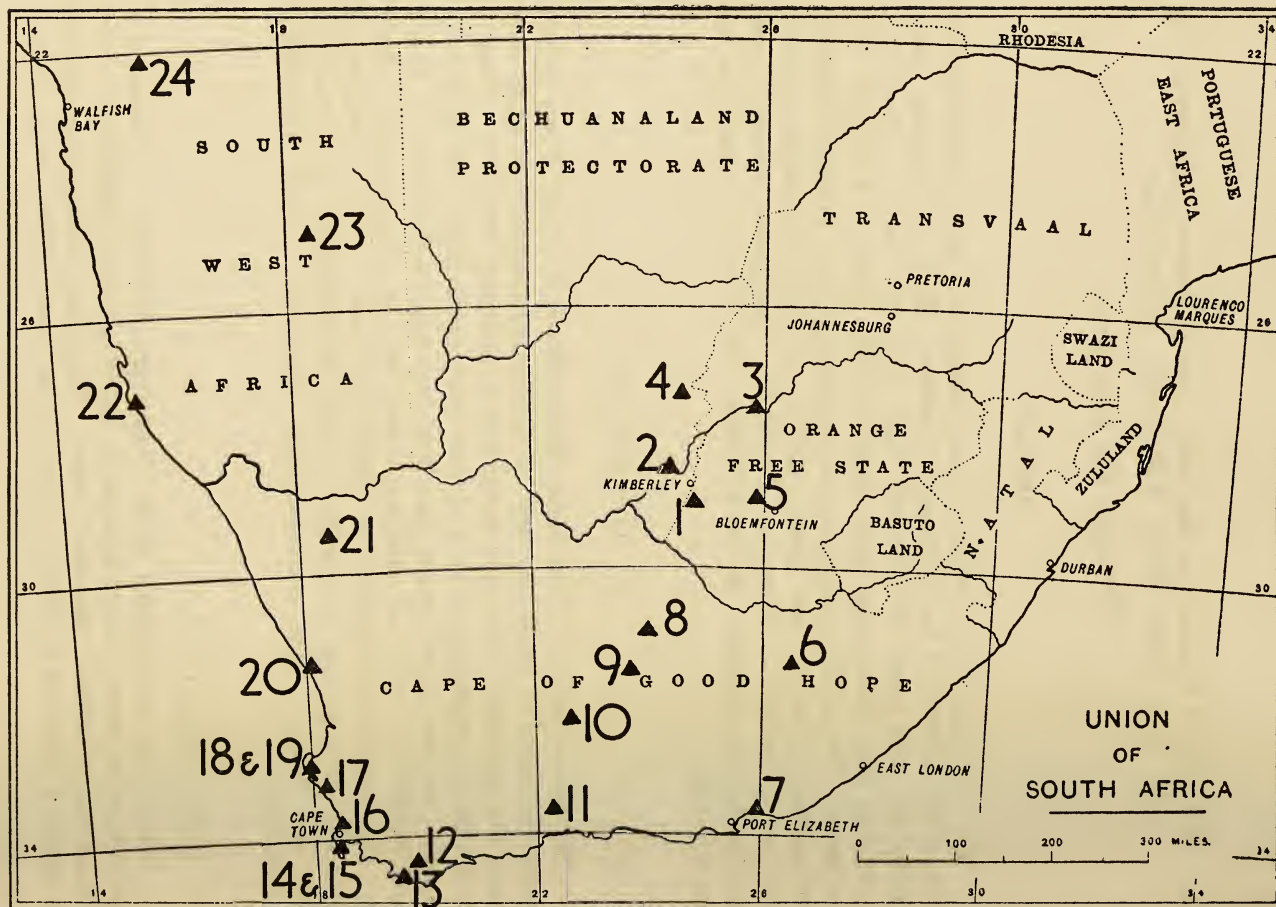 14 18 22 26 30 34
22 RHODESIA 22
24
WALFISH
BAY
SOUTH
WEST
AFRICA
BECHUANALAND
PROTECTORATE
PORTUGUESE
EAST AFRICA
TRANSVAAL
23
PRETORIA
LOURENCO
MARQUES
26 26
JOHANNESBURG
SWAZI
LAND
22
4
3
ORANGE
FREE STATE
2
KIMBERLEY
1
5
BLOEMFONTEIN
BASUTO
LAND
NATAL
ZULULAND
21
DURBAN
30 30
8
9
6
20
CAPE OF GOOD HOPE
10
UNION
OF
SOUTH AFRICA
18 & 19
17
16
CAPE
TOWN
11
7
EAST LONDON
PORT ELIZABETH
0 100 200 300 MILES.
34 34
12
14 & 15
13
14 18 22 26 30 34